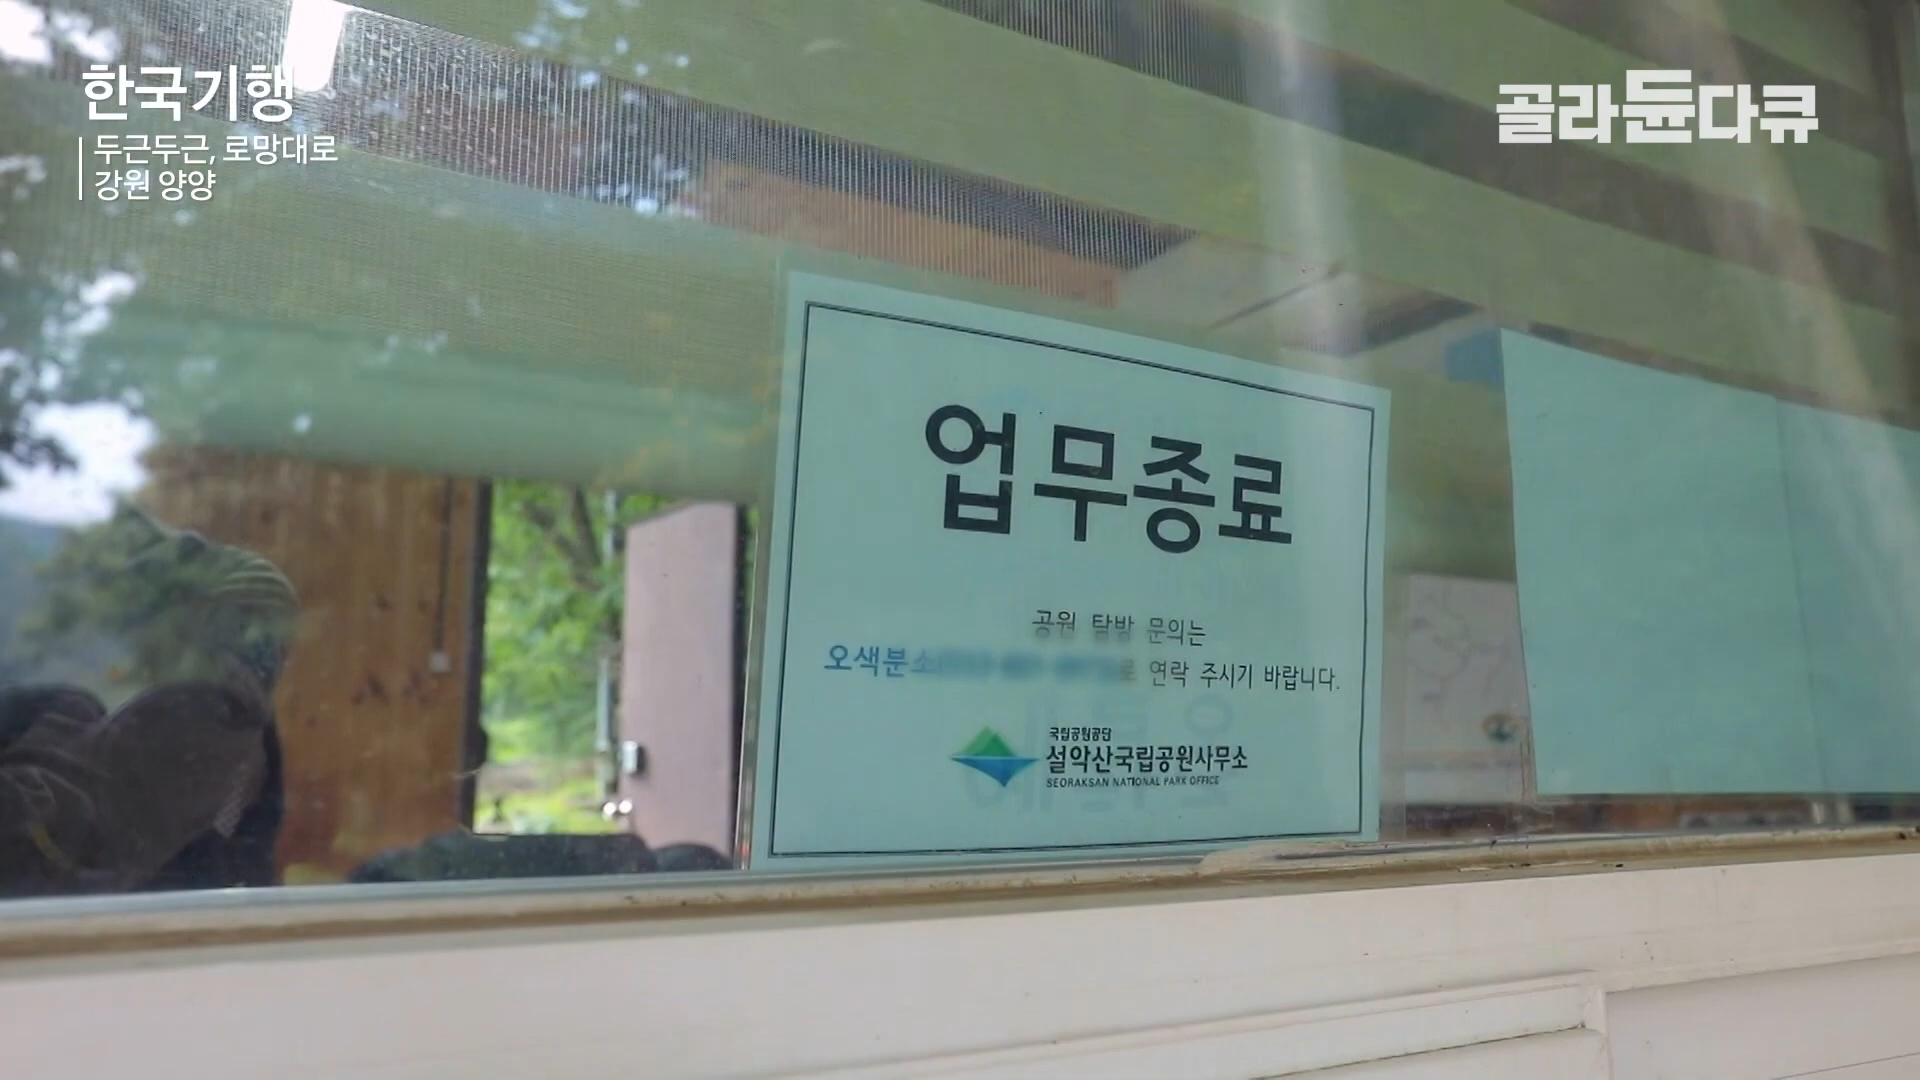 한국기행
두근두근, 로망대로
강원 양양
골라듄다큐
업무종료
공원 탐방 문의는
오색분소 로 연락 주시기 바랍니다.
국립공원공단
설악산국립공원사무소
SEORAKSAN NATIONAL PARK OFFICE